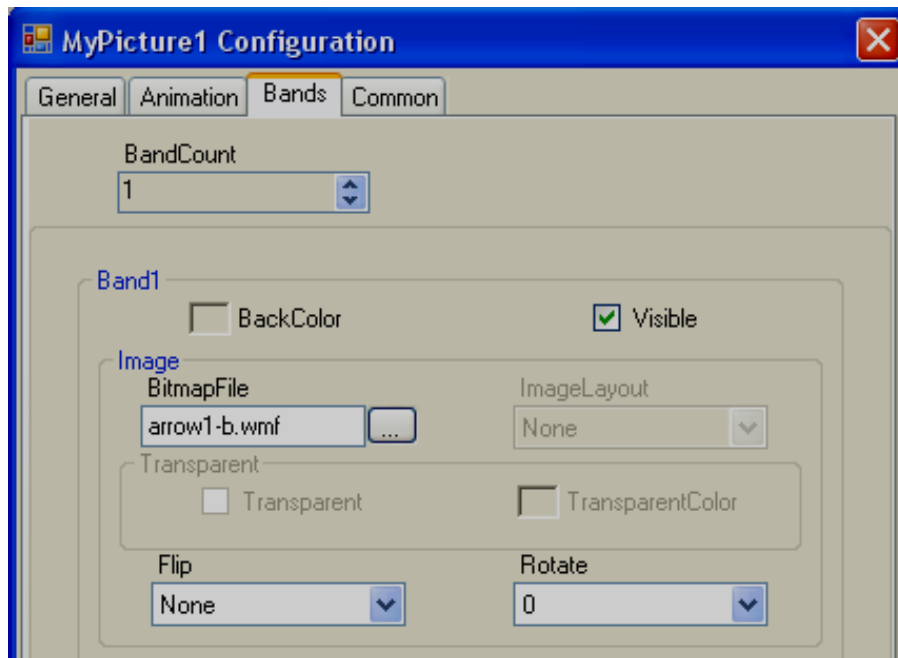 MyPicture1 Configuration
General Animation Bands Common
BandCount
1
Band1
BackColor Visible
Image
BitmapFile ImageLayout
arrow1-b.wmf ... None
Transparent
Transparent TransparentColor
Flip Rotate
None 0